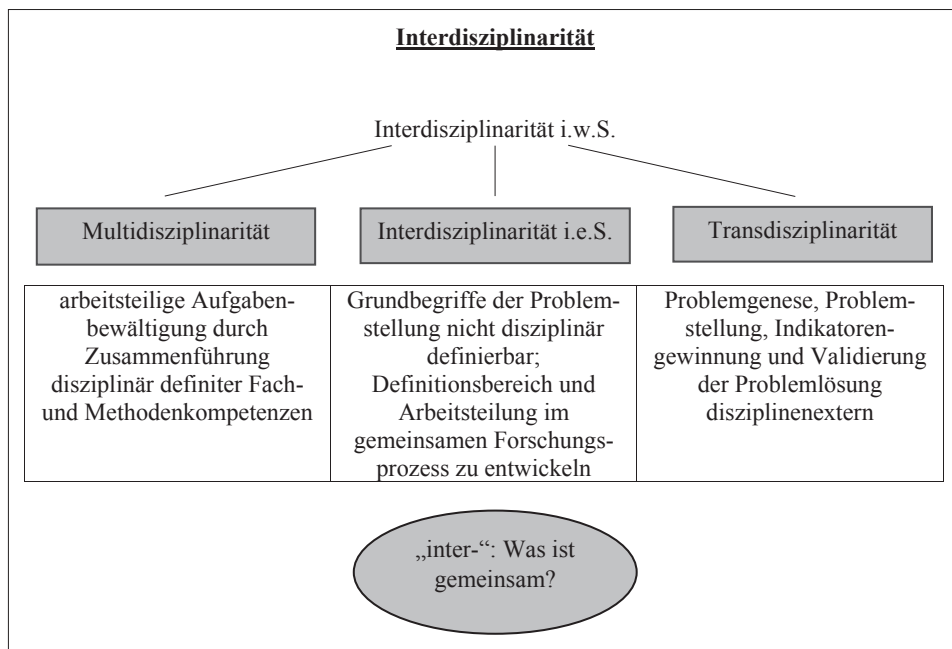 Interdisziplinarität
Interdisziplinarität i.w.S.
Multidisziplinarität
Interdisziplinarität i.e.S.
Transdisziplinarität
arbeitsteilige Aufgaben-
bewältigung durch
Zusammenführung
disziplinär definiter Fach-
und Methodenkompetenzen
Grundbegriffe der Problem-
stellung nicht disziplinär
definierbar;
Definitionsbereich und
Arbeitsteilung im
gemeinsamen Forschungs-
prozess zu entwickeln
Problemgenese, Problem-
stellung, Indikatoren-
gewinnung und Validierung
der Problemlösung
disziplinenextern
„inter-“: Was ist
gemeinsam?